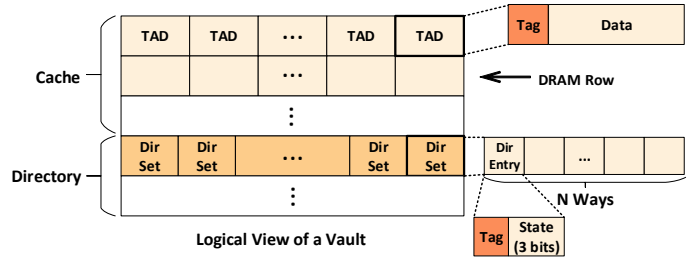 TAD TAD ... TAD TAD
Tag Data
Cache
...
DRAM Row
Dir Set Dir Set ... Dir Set Dir Set
Dir Entry ...
Directory
N Ways
Tag State (3 bits)
Logical View of a Vault